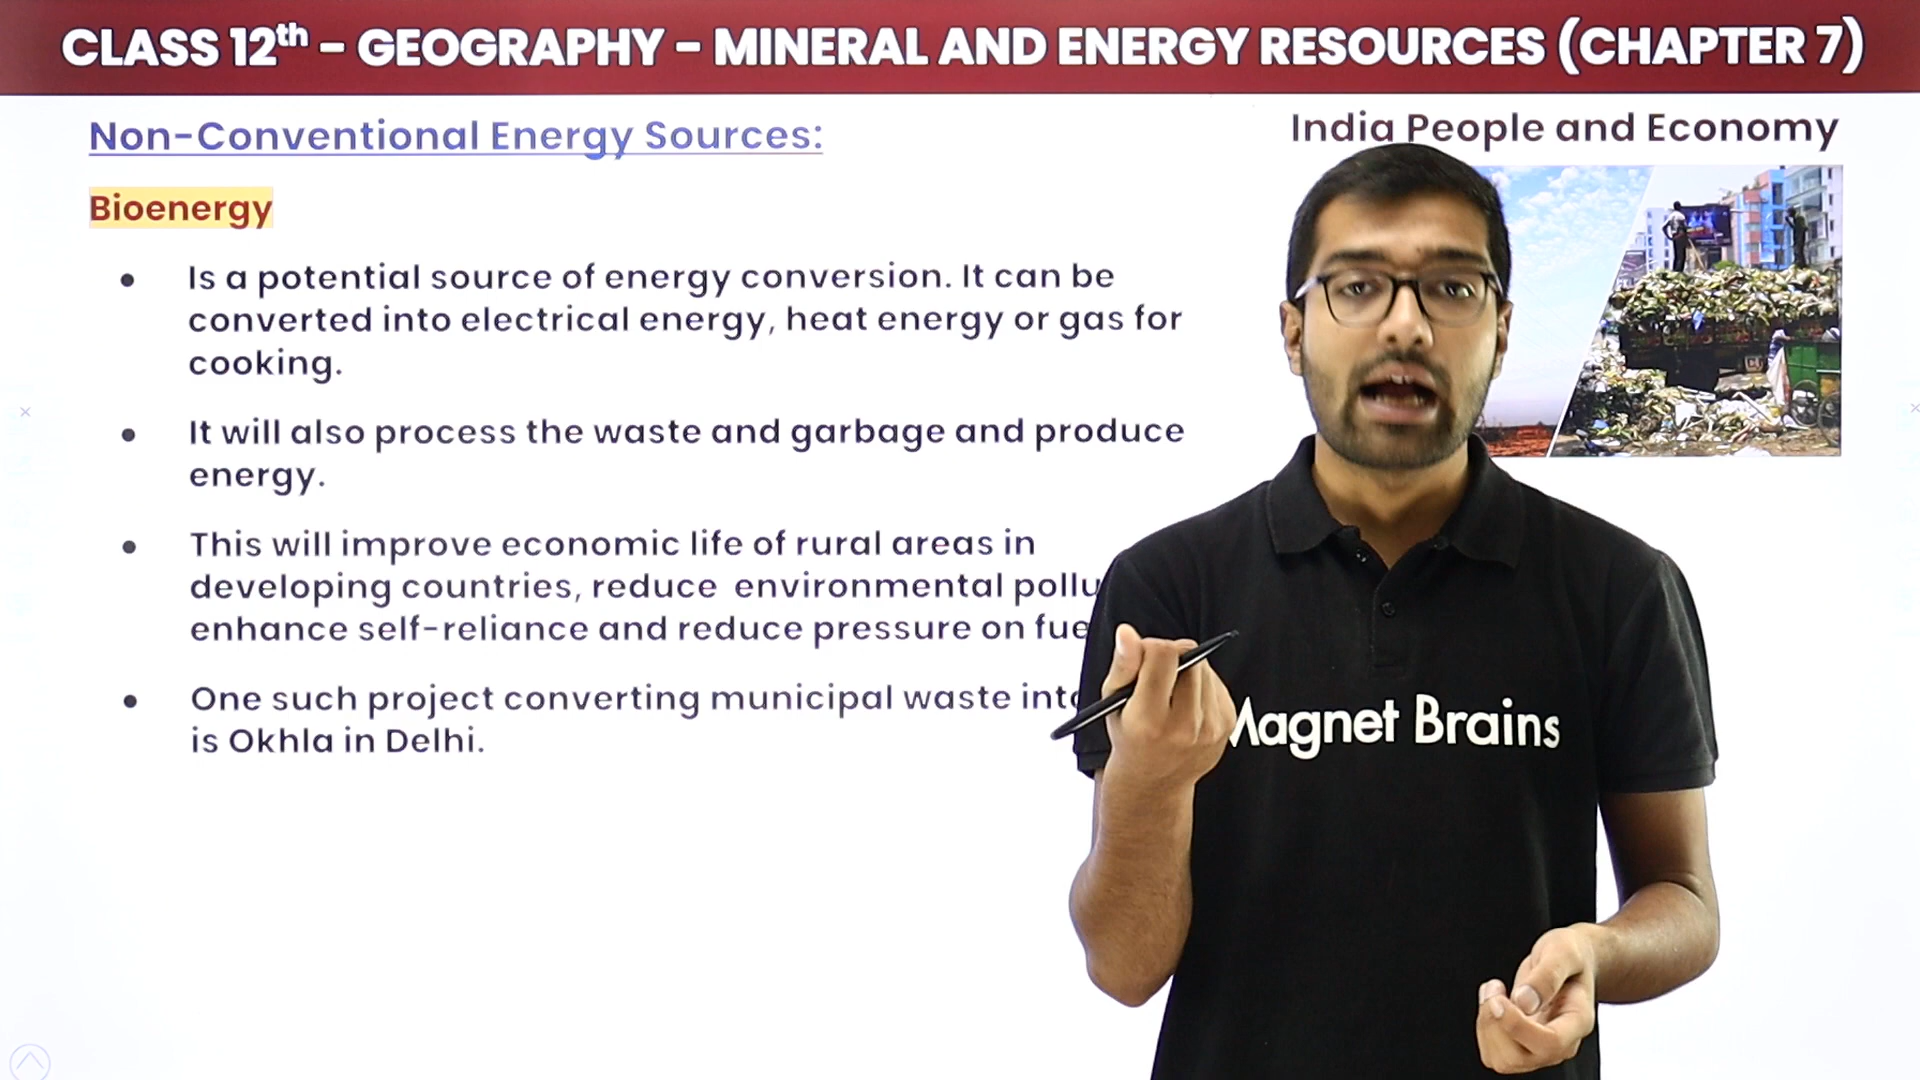 CLASS 12th – GEOGRAPHY – MINERAL AND ENERGY RESOURCES (CHAPTER 7)
Non-Conventional Energy Sources:
India People and Economy
Bioenergy
• Is a potential source of energy conversion. It can be
converted into electrical energy, heat energy or gas for
cooking.
• It will also process the waste and garbage and produce
energy.
• This will improve economic life of rural areas in
developing countries, reduce environmental
enhance self-reliance and reduce pressure on
• One such project converting municipal waste
is Okhla in Delhi.
Magnet Brains